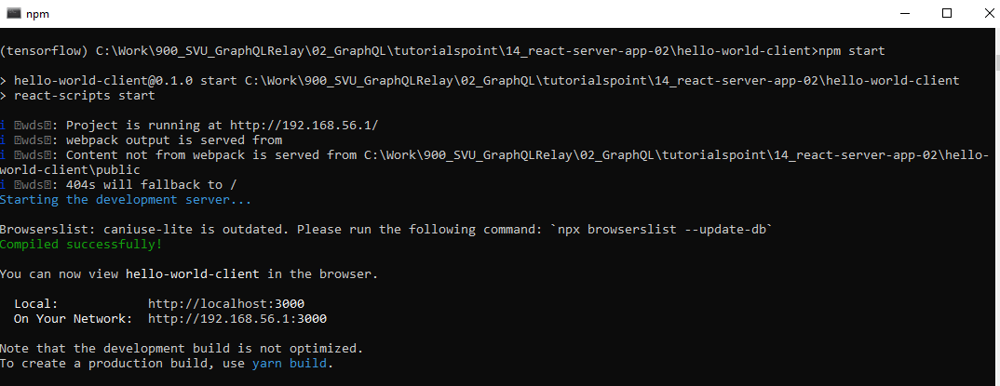 npm
(tensorflow) C:\Work\900_SVU_GraphQLRelay\02_GraphQL\tutorialspoint\14_react-server-app-02\hello-world-client>npm start
> hello-world-client@0.1.0 start C:\Work\900_SVU_GraphQLRelay\02_GraphQL\tutorialspoint\14_react-server-app-02\hello-world-client
> react-scripts start
i ⍰wds⍰: Project is running at http://192.168.56.1/
i ⍰wds⍰: webpack output is served from
i ⍰wds⍰: Content not from webpack is served from C:\Work\900_SVU_GraphQLRelay\02_GraphQL\tutorialspoint\14_react-server-app-02\hello-
world-client\public
i ⍰wds⍰: 404s will fallback to /
Starting the development server...
Browserslist: caniuse-lite is outdated. Please run the following command: `npx browserslist --update-db`
Compiled successfully!
You can now view hello-world-client in the browser.
Local: http://localhost:3000
On Your Network: http://192.168.56.1:3000
Note that the development build is not optimized.
To create a production build, use yarn build.